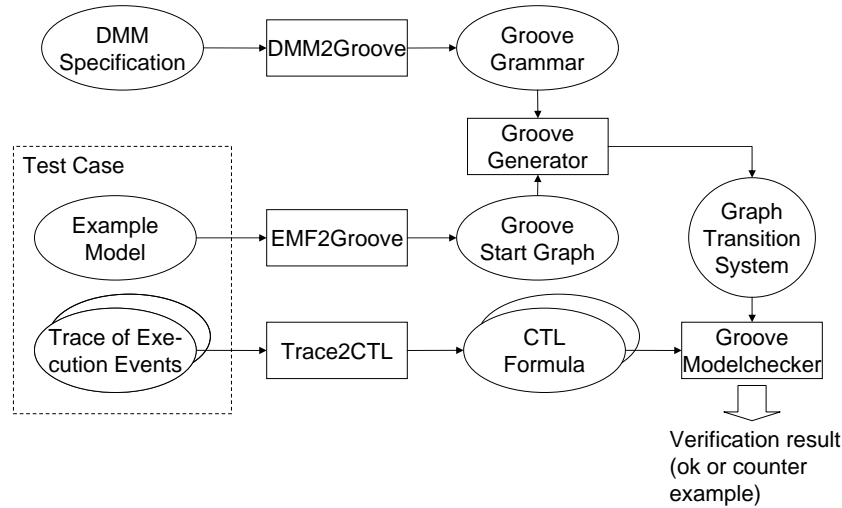 DMM
Specification
DMM2Groove
Groove
Grammar
Groove
Generator
Test Case
Example
Model
EMF2Groove
Groove
Start Graph
Graph
Transition
System
Trace of Exe-
cution Events
Trace2CTL
CTL
Formula
Groove
Modelchecker
Verification result
(ok or counter
example)